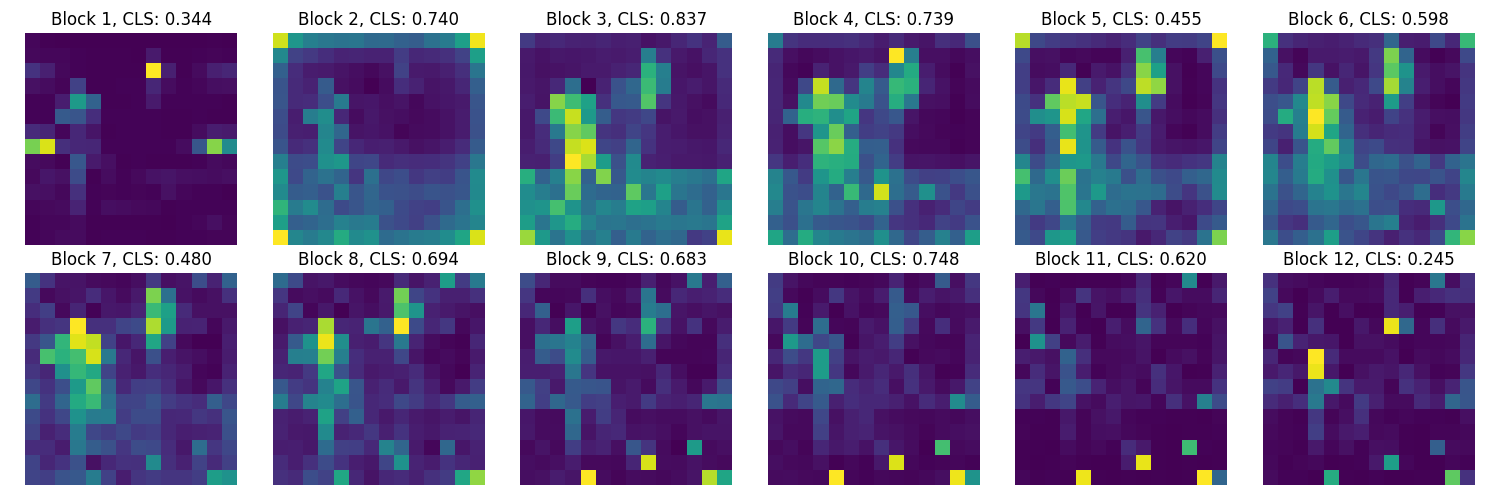 Block 1, CLS: 0.344
Block 2, CLS: 0.740
Block 3, CLS: 0.837
Block 4, CLS: 0.739
Block 5, CLS: 0.455
Block 6, CLS: 0.598
Block 7, CLS: 0.480
Block 8, CLS: 0.694
Block 9, CLS: 0.683
Block 10, CLS: 0.748
Block 11, CLS: 0.620
Block 12, CLS: 0.245